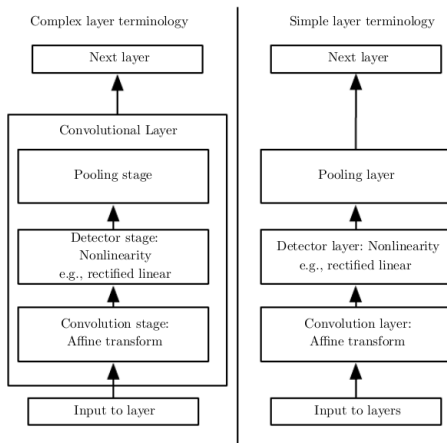 Complex layer terminology
Next layer
Convolutional Layer
Pooling stage
Detector stage:
Nonlinearity
e.g., rectified linear
Convolution stage:
Affine transform
Input to layer
Simple layer terminology
Next layer
Pooling layer
Detector layer: Nonlinearity
e.g., rectified linear
Convolution layer:
Affine transform
Input to layers